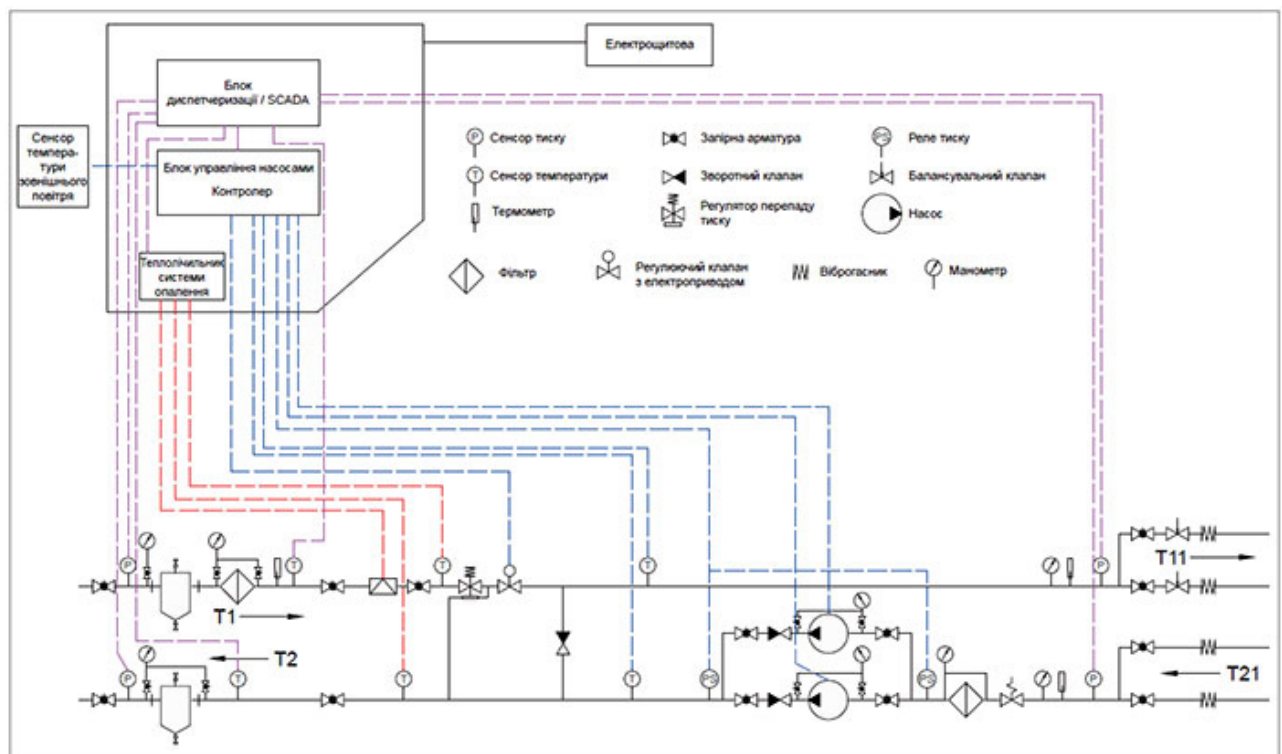 Електрощитова
Блок
диспетчеризації / SCADA
Сенсор
темпера-
тури
зовнішнього
повітря
Блок управління насосами
Контролер
Теплолічильник
системи
опалення
P
Сенсор тиску
Запірна арматура
PS
Реле тиску
T
Сенсор температури
Зворотний клапан
Балансувальний клапан
Термометр
Регулятор перепаду
тиску
Насос
Фільтр
Регулюючий клапан
з електроприводом
Віброгасник
Манометр
P
T
T
T
P
T11
T1
T2
P
T
T
T
PS
PS
P
T21